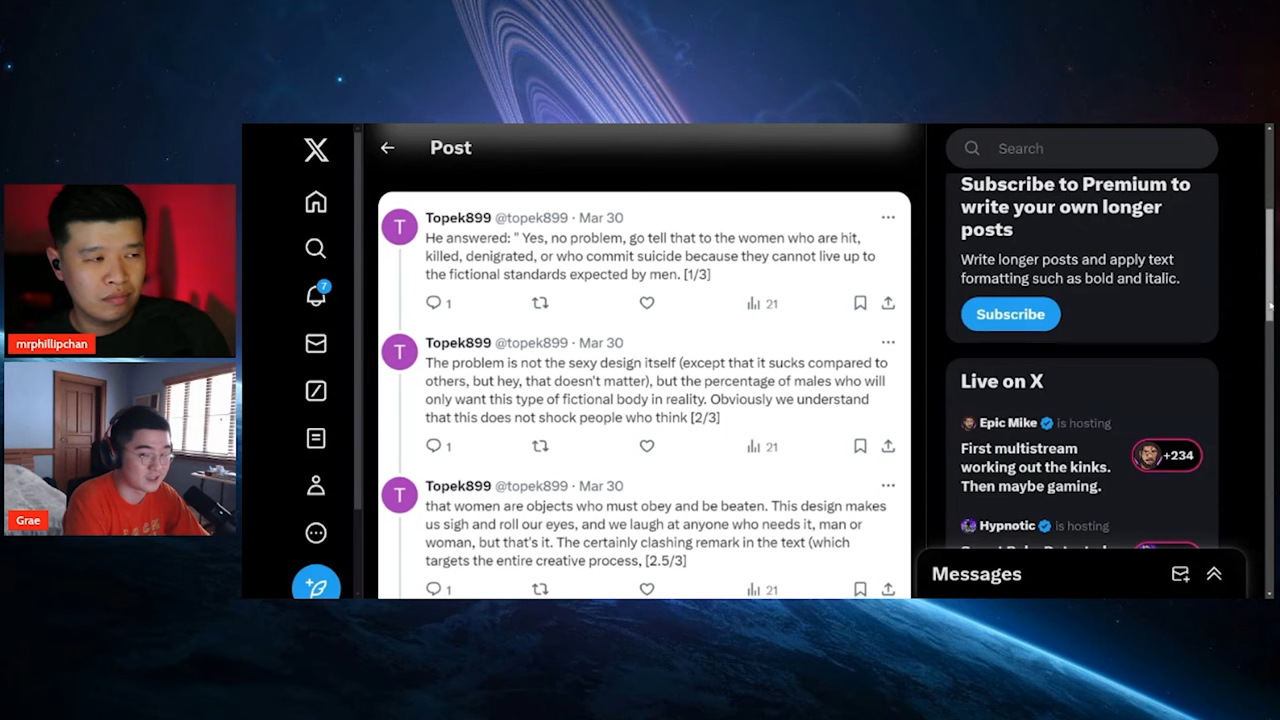 Post
Topek899 @topek899 · Mar 30
He answered: " Yes, no problem, go tell that to the women who are hit,
killed, denigrated, or who commit suicide because they cannot live up to
the fictional standards expected by men. [1/3]
1
21
Topek899 @topek899 · Mar 30
The problem is not the sexy design itself (except that it sucks compared to
others, but hey, that doesn't matter), but the percentage of males who will
only want this type of fictional body in reality. Obviously we understand
that this does not shock people who think [2/3]
1
21
Topek899 @topek899 · Mar 30
that women are objects who must obey and be beaten. This design makes
us sigh and roll our eyes, and we laugh at anyone who needs it, man or
woman, but that's it. The certainly clashing remark in the text (which
targets the entire creative process, [2.5/3]
1
21
T
T
T
7
Search
Subscribe to Premium to
write your own longer
posts
Write longer posts and apply text
formatting such as bold and italic.
Subscribe
Live on X
Epic Mike is hosting
First multistream
working out the kinks.
Then maybe gaming.
+234
Hypnotic is hosting
Messages
mrphillipchan
Grae